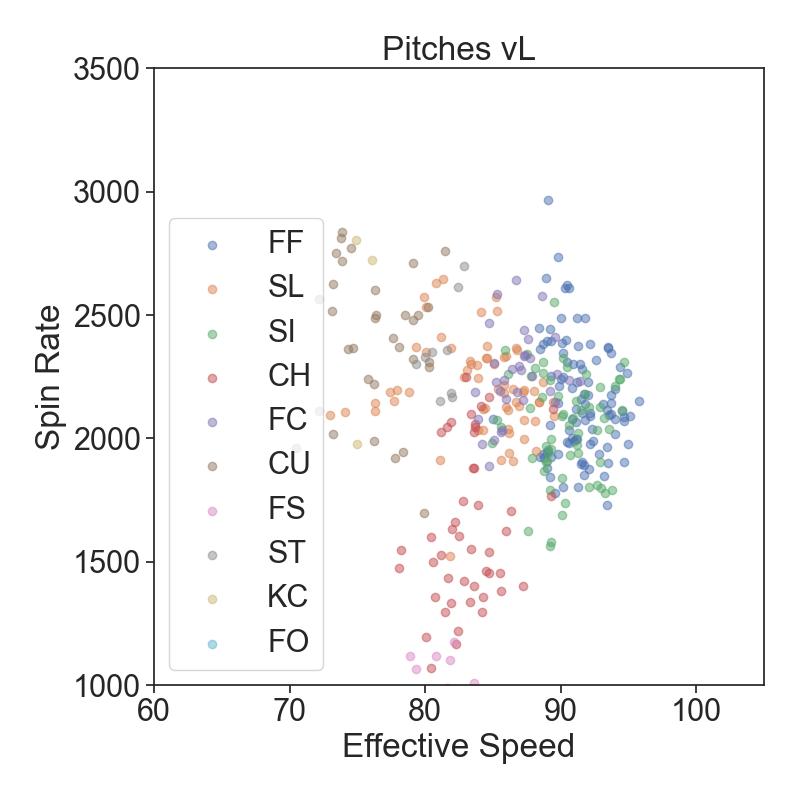 Pitches vL
3500
3000
2500
2000
1500
1000
Spin Rate
FF
SL
SI
CH
FC
CU
FS
ST
KC
FO
60 70 80 90 100
Effective Speed